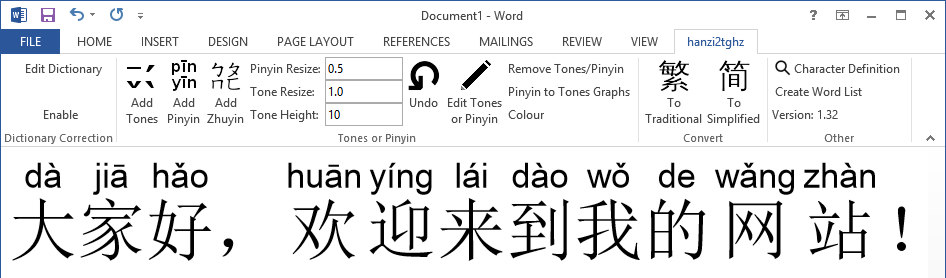 Document1 - Word
FILE HOME INSERT DESIGN PAGE LAYOUT REFERENCES MAILINGS REVIEW VIEW hanzi2tghz
Edit Dictionary
Enable
Dictionary Correction
Add Tones
pīn yīn
Add Pinyin
ㄅㄆㄇㄈ
Add Zhuyin
Pinyin Resize: 0.5
Tone Resize: 1.0
Tone Height: 10
Undo
Edit Tones or Pinyin
Remove Tones/Pinyin
Pinyin to Tones Graphs
Colour
Tones or Pinyin
繁
To Traditional
简
To Simplified
Convert
Character Definition
Create Word List
Version: 1.32
Other
dà jiā hǎo huān yíng lái dào wǒ de wǎng zhàn
大家好，欢迎来到我的网站！